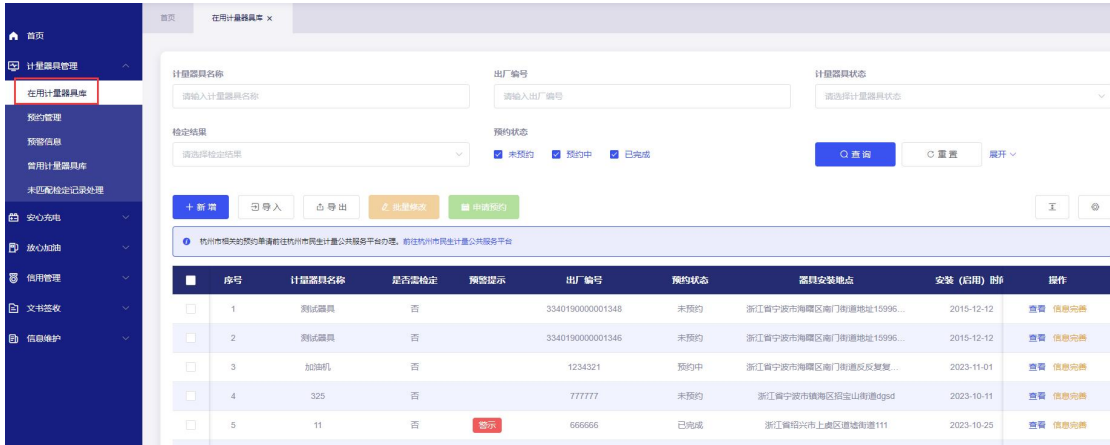 首页 在用计量器具库 ×
首页
计量器具管理
在用计量器具库
预约管理
预警信息
曾用计量器具库
未匹配检定记录处理
安心充电
放心加油
信用管理
文书签收
信息维护
计量器具名称 出厂编号 计量器具状态
请输入计量器具名称 请输入出厂编号 请选择计量器具状态
检定结果 预约状态
请选择检定结果 未预约 预约中 已完成 查询 重置 展开
+ 新增 导入 导出 批量修改 申请预约
杭州市相关的预约单请前往杭州市民生计量公共服务平台办理。前往杭州市民生计量公共服务平台
序号 计量器具名称 是否需检定 预警提示 出厂编号 预约状态 器具安装地点 安装（启用）时 操作
1 测试器具 否 3340190000001348 未预约 浙江省宁波市海曙区南门街道地址15996... 2015-12-12 查看 信息完善
2 测试器具 否 3340190000001346 未预约 浙江省宁波市海曙区南门街道地址15996... 2015-12-12 查看 信息完善
3 加油机 否 1234321 预约中 浙江省宁波市海曙区南门街道反反复复... 2023-11-01 查看 信息完善
4 325 否 777777 未预约 浙江省宁波市镇海区招宝山街道dgsd 2023-10-11 查看 信息完善
5 11 否 警示 666666 已完成 浙江省绍兴市上虞区道墟街道111 2023-10-25 查看 信息完善